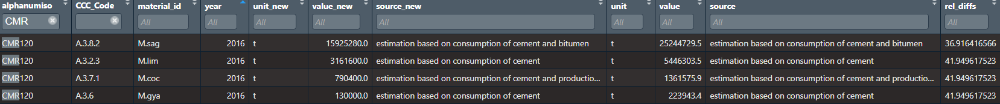 alphanumiso CCC_Code material_id year unit_new value_new source_new unit value source rel_diffs
CMR All All All All All All All All All
CMR120 A.3.8.2 M.sag 2016 t 15925280.0 estimation based on consumption of cement and bitumen t 25244729.5 estimation based on consumption of cement and bitumen 36.916416566
CMR120 A.3.2.3 M.lim 2016 t 3161600.0 estimation based on consumption of cement t 5446303.5 estimation based on consumption of cement 41.949617523
CMR120 A.3.7.1 M.coc 2016 t 790400.0 estimation based on consumption of cement and productio... t 1361575.9 estimation based on consumption of cement and productio... 41.949617523
CMR120 A.3.6 M.gya 2016 t 130000.0 estimation based on consumption of cement t 223943.4 estimation based on consumption of cement 41.949617523